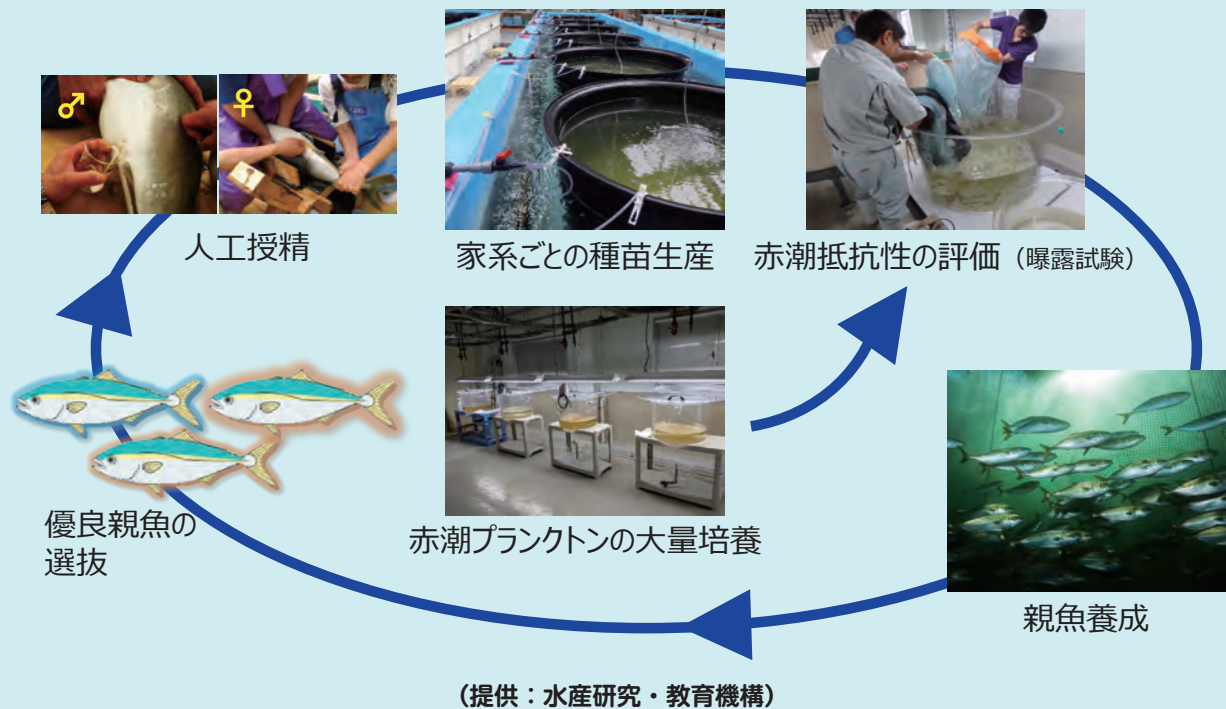 ♂
♀
人工授精
家系ごとの種苗生産
赤潮抵抗性の評価（曝露試験）
優良親魚の
選抜
赤潮プランクトンの大量培養
親魚養成
（提供：水産研究・教育機構）